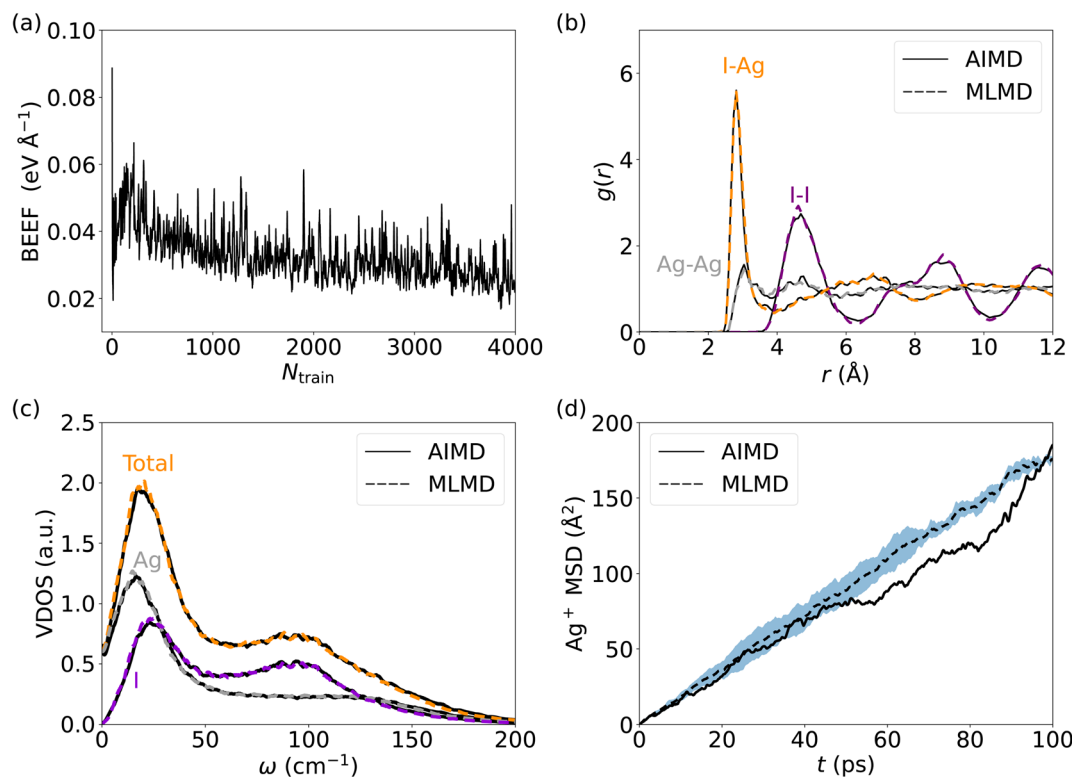 (a)
0.10
0.08
0.06
0.04
0.02
BEEF (eV Å⁻¹)
0
1000
2000
3000
4000
N_train
(b)
6
4
2
0
g(r)
I-Ag
I-I
Ag-Ag
AIMD
MLMD
0
2
4
6
8
10
12
r (Å)
(c)
2.5
2.0
1.5
1.0
0.5
0.0
VDOS (a.u.)
Total
Ag
I
AIMD
MLMD
0
50
100
150
200
ω (cm⁻¹)
(d)
200
150
100
50
0
Ag⁺ MSD (Å²)
AIMD
MLMD
0
20
40
60
80
100
t (ps)